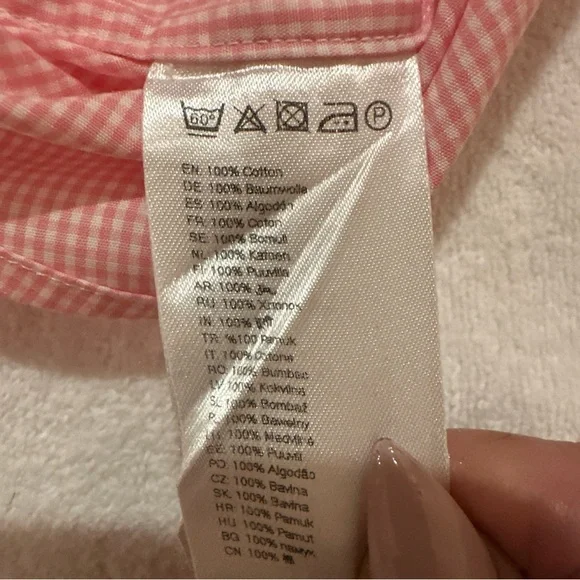 60° P
EN: 100% Cotton
DE: 100% Baumwolle
ES: 100% Algodón
FR: 100% Coton
SE: 100% Bomull
NL: 100% Katoen
FI: 100% Puuvilla
AR: 100%
RU: 100%
IN: 100%
TR: %100 Pamuk
IT: 100% Cotone
RO: 100% Bumbac
LV: 100% Kokvilna
SL: 100% Bombaž
100% Bawełny
100% Medvilnė
EE: 100% Puuvill
PO: 100% Algodão
CZ: 100% Bavlna
SK: 100% Bavlna
HR: 100% Pamuk
HU: 100% Pamut
BG: 100% памук
CN: 100% 棉